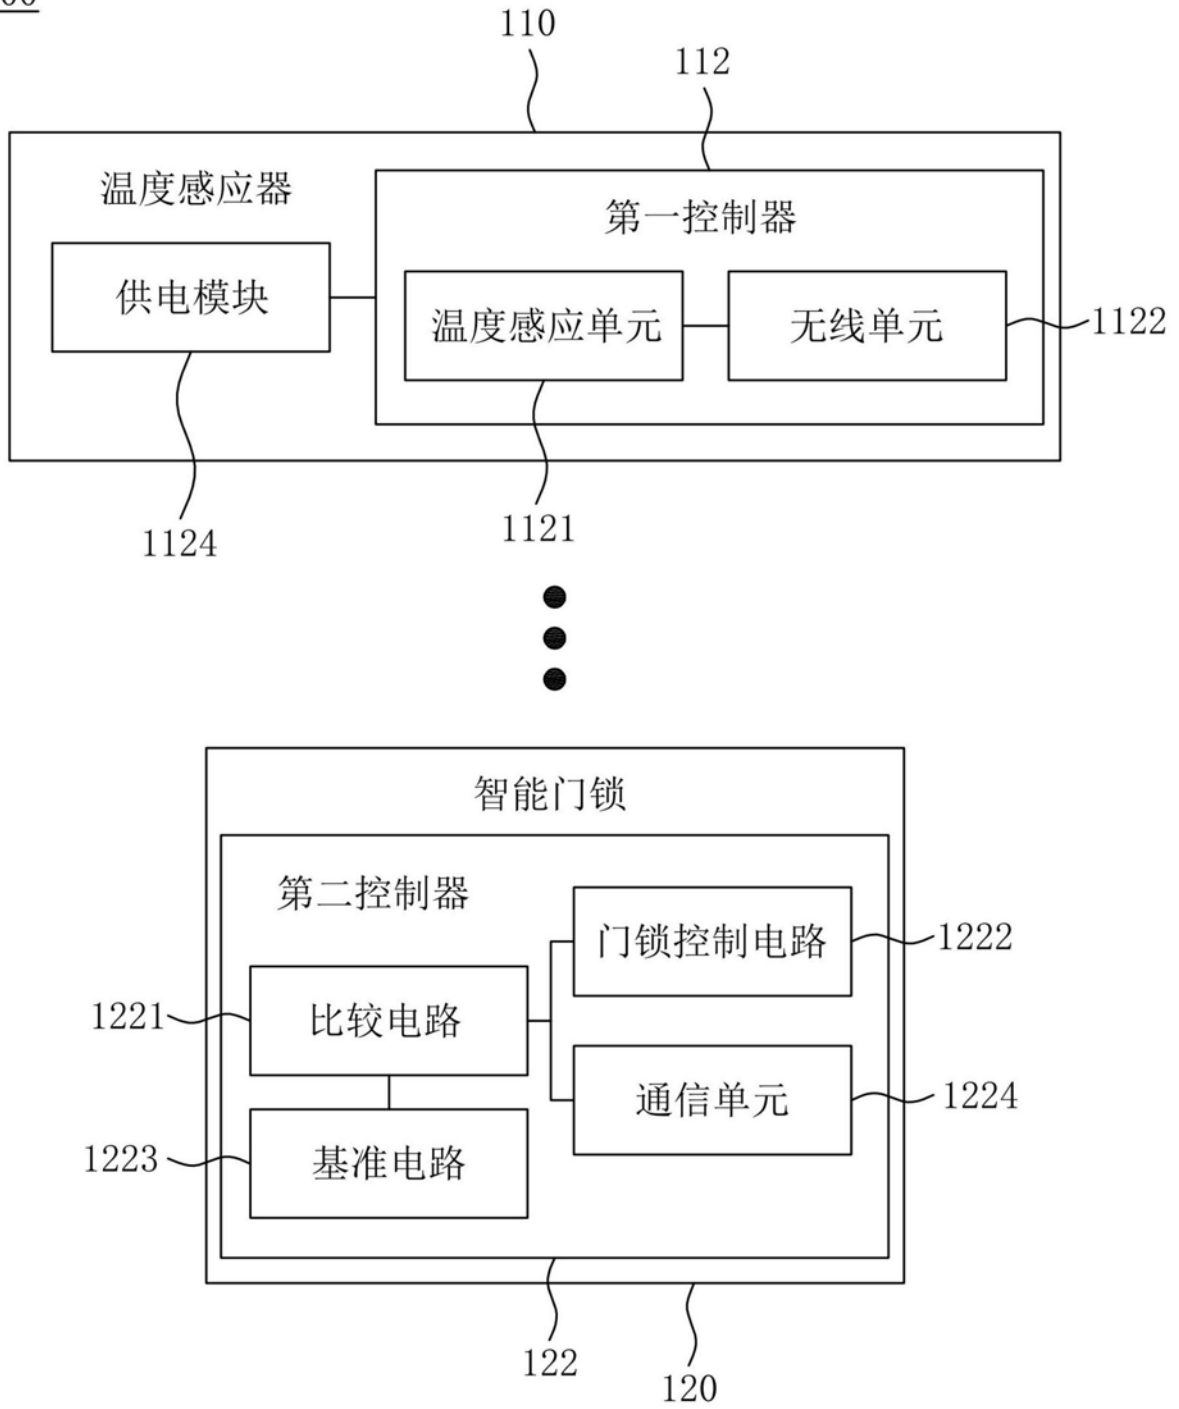 110
112
温度感应器
第一控制器
供电模块
温度感应单元
无线单元
1122
1124
1121
智能门锁
第二控制器
门锁控制电路
1222
1221
比较电路
通信单元
1224
1223
基准电路
122
120